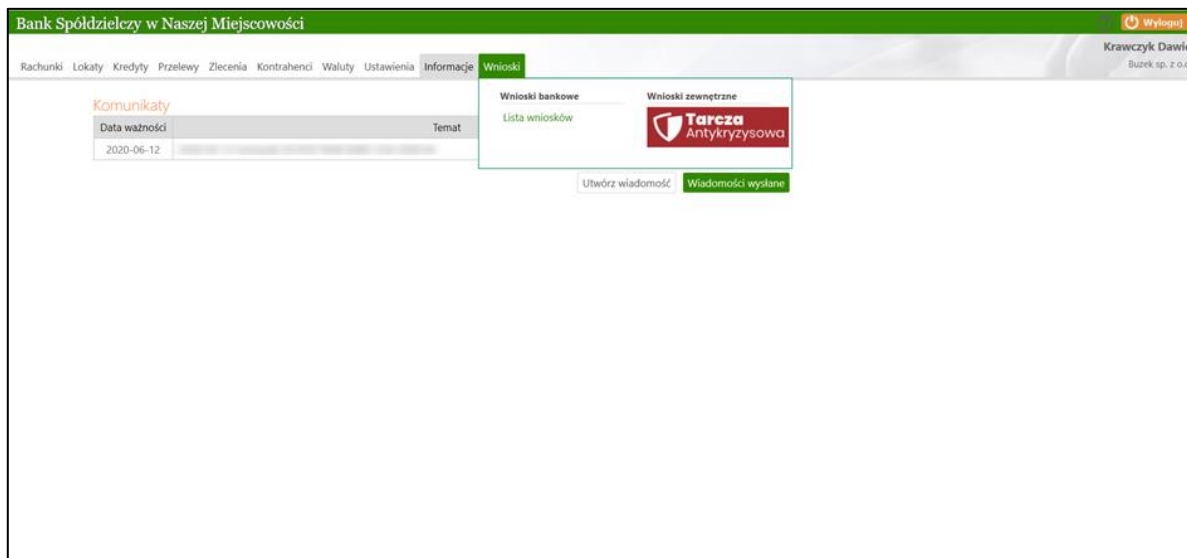 Bank Spółdzielczy w Naszej Miejscowości
Wyloguj
Krawczyk Dawid
Buzek sp. z o.o
Rachunki Lokaty Kredyty Przelewy Zlecenia Kontrahenci Waluty Ustawienia Informacje Wnioski
Wnioski bankowe
Lista wniosków
Wnioski zewnętrzne
Tarcza
Antykryzysowa
Komunikaty
Data ważności Temat
2020-06-12
Utwórz wiadomość Wiadomości wysłane